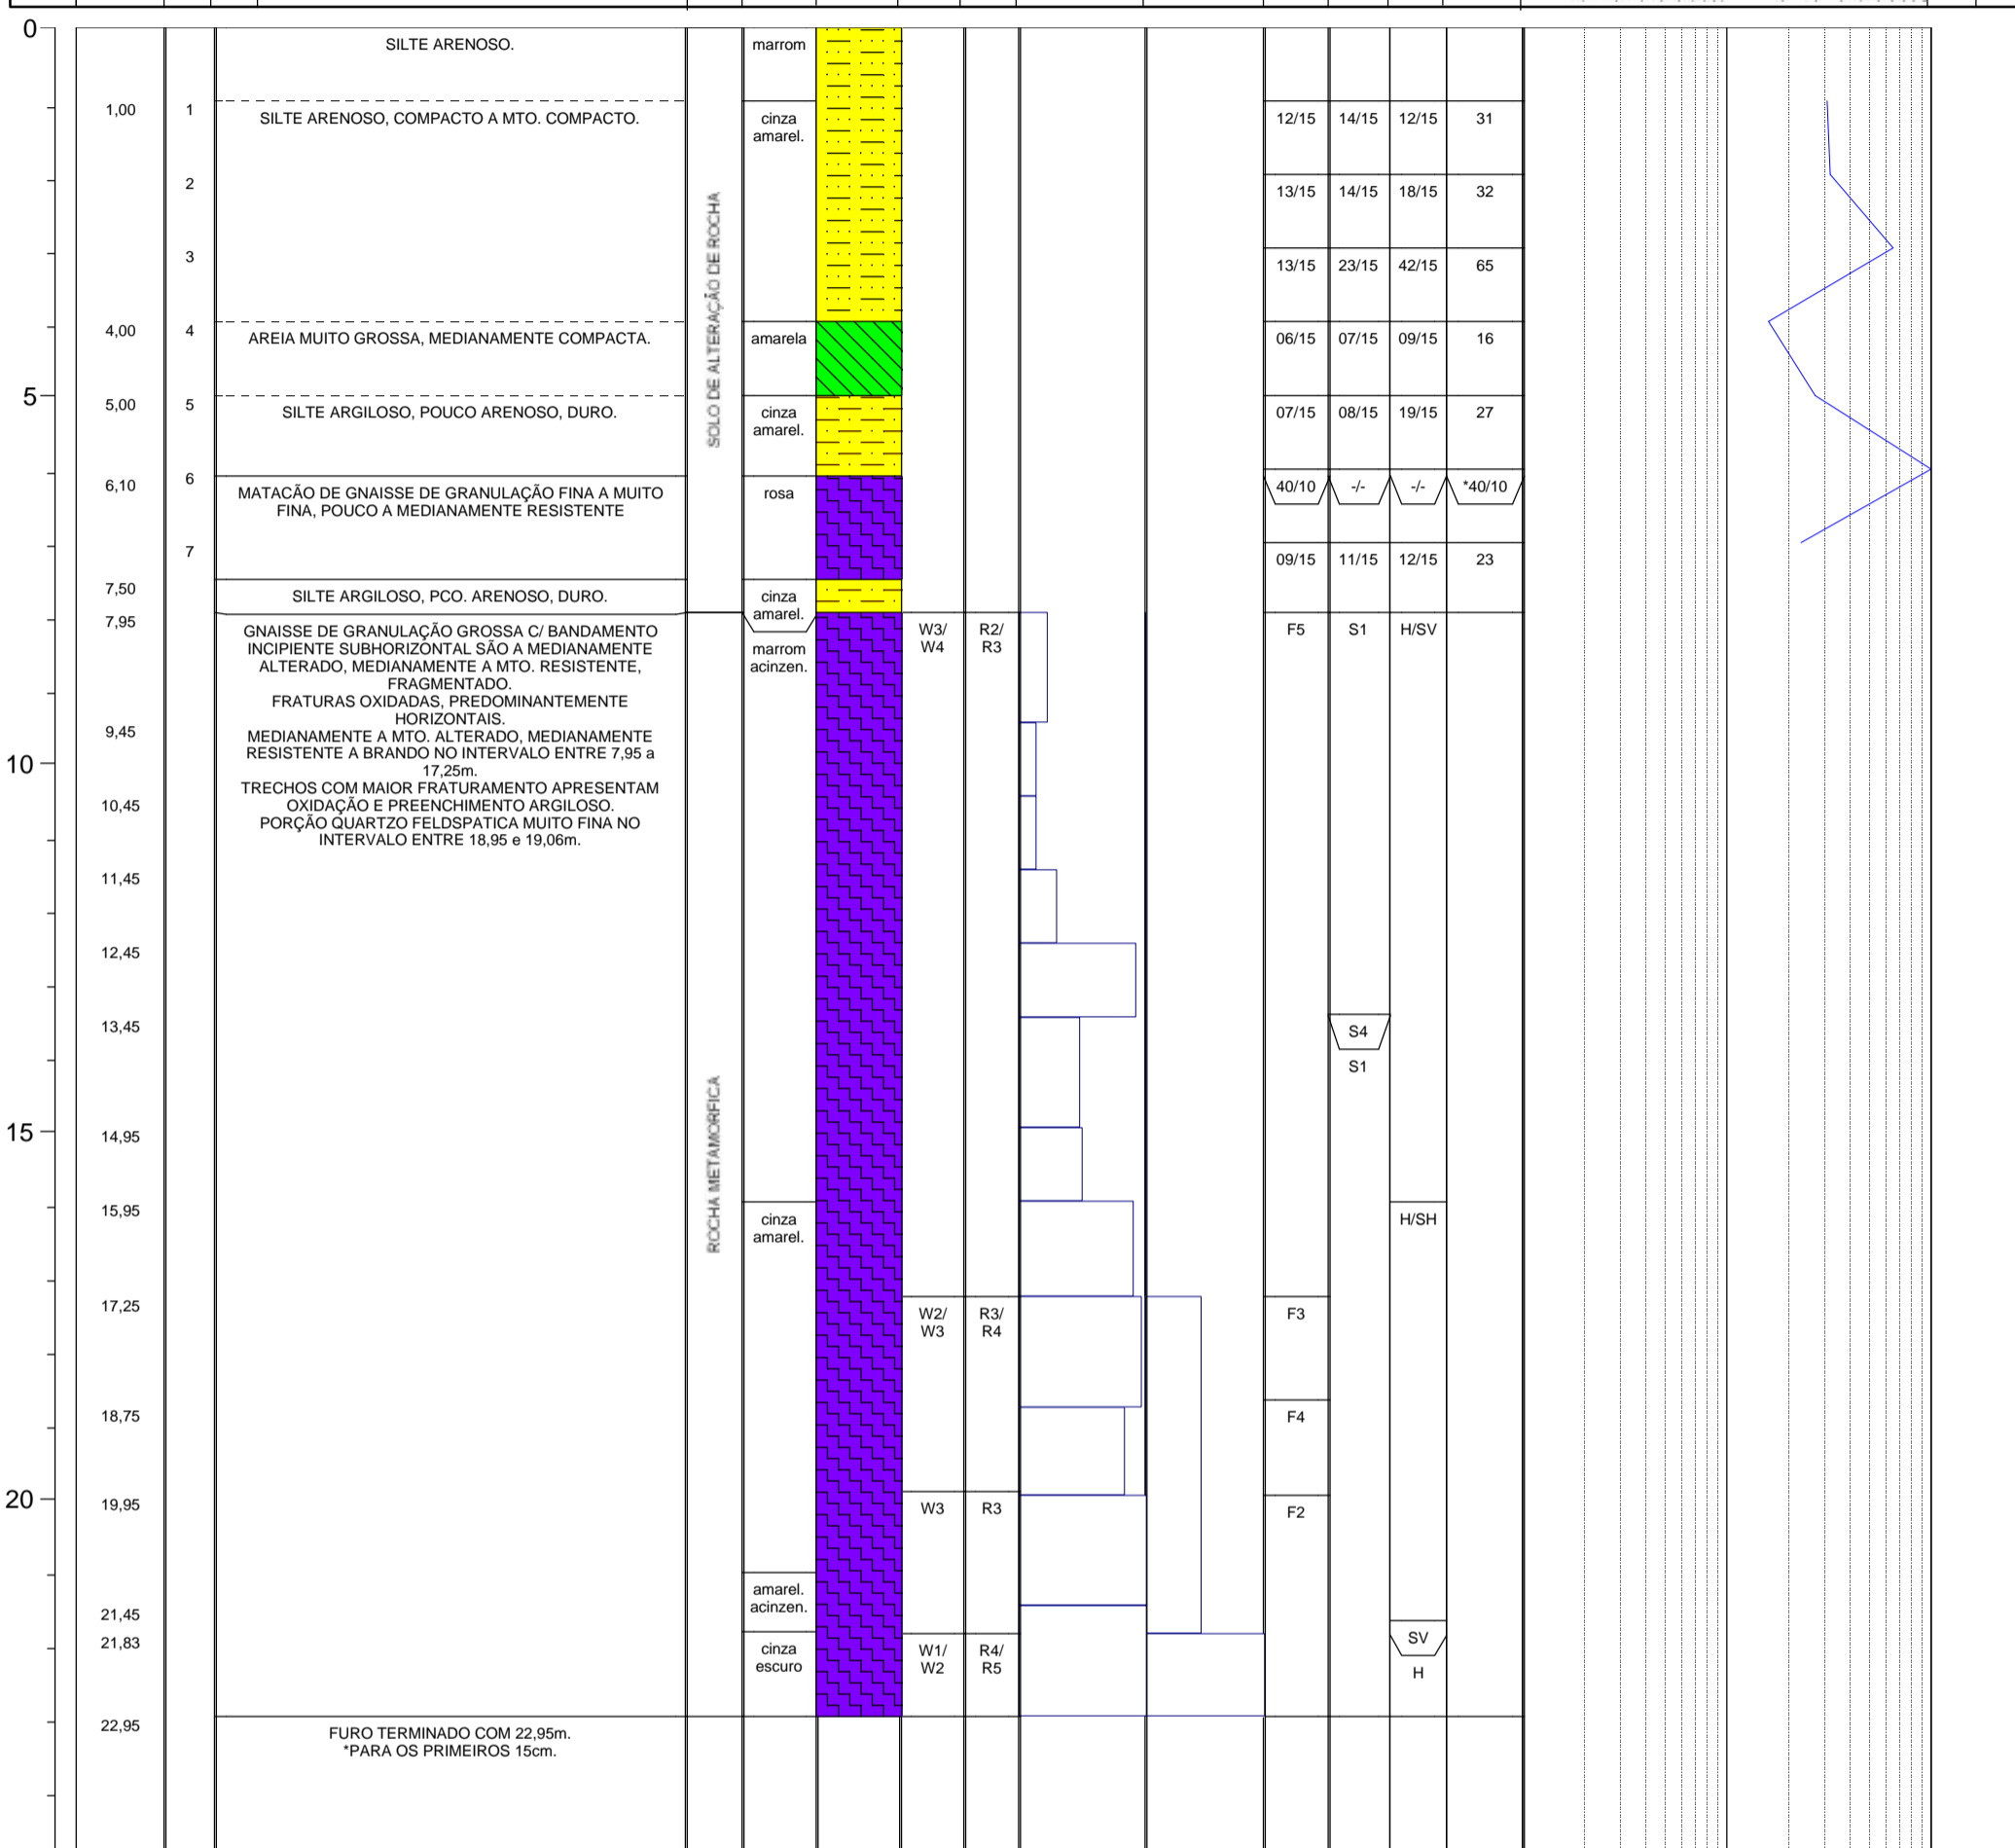 0
SILTE ARENOSO.
marrom
1,00
1
SILTE ARENOSO, COMPACTO A MTO. COMPACTO.
cinza
amarel.
12/15 14/15 12/15 31
2
13/15 14/15 18/15 32
SOLO DE ALTERAÇÃO DE ROCHA
3
13/15 23/15 42/15 65
4,00
4
AREIA MUITO GROSSA, MEDIANAMENTE COMPACTA.
amarela
06/15 07/15 09/15 16
5
5,00
5
SILTE ARGILOSO, POUCO ARENOSO, DURO.
cinza
amarel.
07/15 08/15 19/15 27
6,10
6
MATACÃO DE GNAISSE DE GRANULAÇÃO FINA A MUITO
FINA, POUCO A MEDIANAMENTE RESISTENTE
rosa
40/10 -/- -/- *40/10
7
09/15 11/15 12/15 23
7,50
SILTE ARGILOSO, PCO. ARENOSO, DURO.
cinza
amarel.
7,95
GNAISSE DE GRANULAÇÃO GROSSA C/ BANDAMENTO
INCIPIENTE SUBHORIZONTAL SÃO A MEDIANAMENTE
ALTERADO, MEDIANAMENTE A MTO. RESISTENTE,
FRAGMENTADO.
FRATURAS OXIDADAS, PREDOMINANTEMENTE
HORIZONTAIS.
MEDIANAMENTE A MTO. ALTERADO, MEDIANAMENTE
RESISTENTE A BRANDO NO INTERVALO ENTRE 7,95 a
17,25m.
TRECHOS COM MAIOR FRATURAMENTO APRESENTAM
OXIDAÇÃO E PREENCHIMENTO ARGILOSO.
PORÇÃO QUARTZO FELDSPATICA MUITO FINA NO
INTERVALO ENTRE 18,95 e 19,06m.
marrom
acinzen.
W3/
W4
R2/
R3
F5 S1 H/SV
9,45
10
10,45
11,45
12,45
13,45
S4
S1
ROCHA METAMORFICA
15
14,95
15,95
cinza
amarel.
H/SH
17,25
W2/
W3
R3/
R4
F3
18,75
F4
20
19,95
W3
R3
F2
amarel.
acinzen.
21,45
21,83
cinza
escuro
W1/
W2
R4/
R5
SV
H
22,95
FURO TERMINADO COM 22,95m.
*PARA OS PRIMEIROS 15cm.